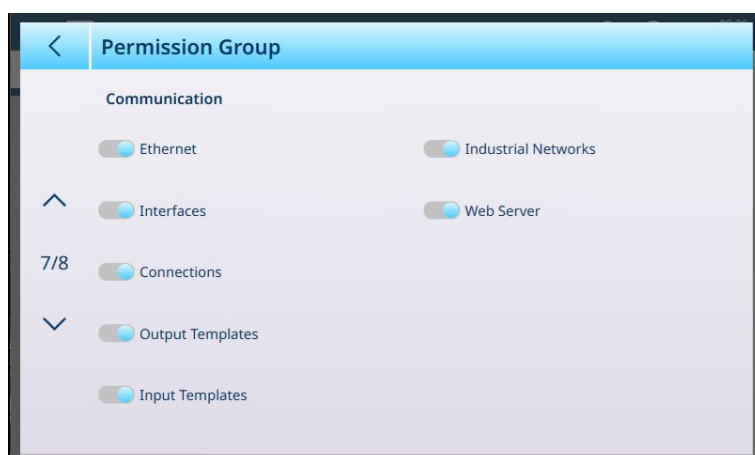 Permission Group
Communication
Ethernet
Industrial Networks
Interfaces
Web Server
7/8
Connections
Output Templates
Input Templates